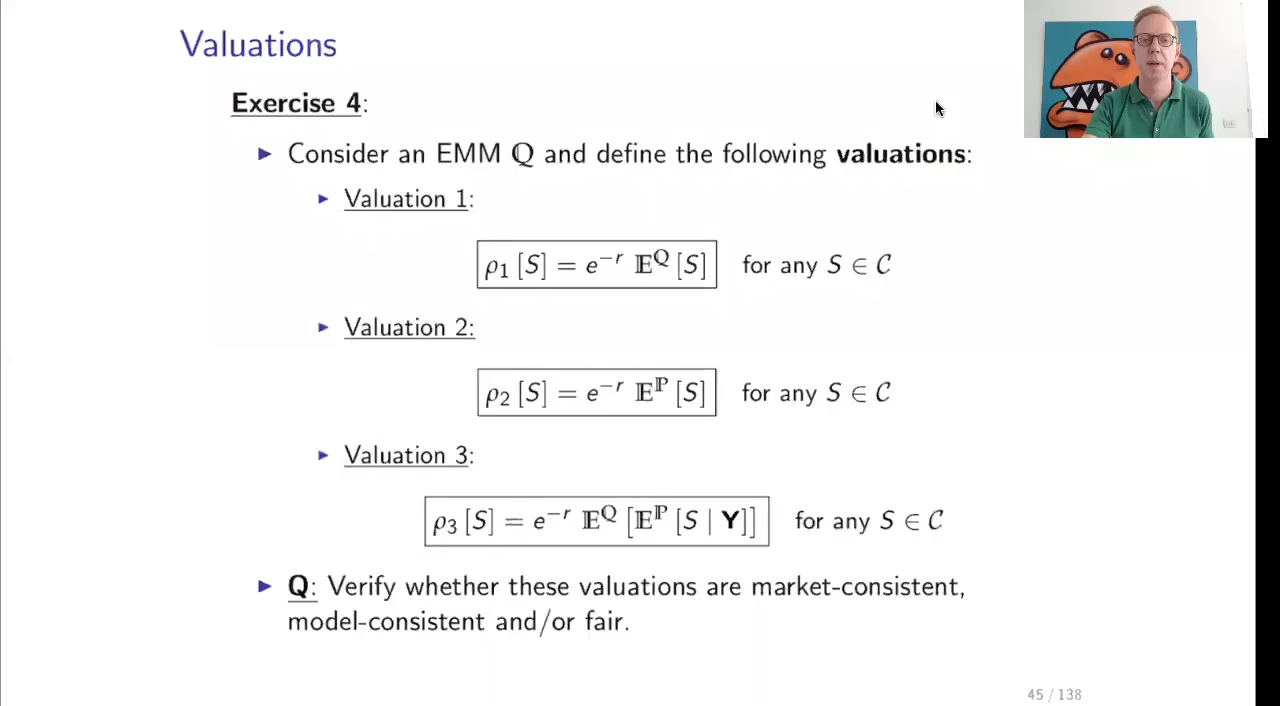 Valuations
Exercise 4:
► Consider an EMM ℚ and define the following valuations:
► Valuation 1:
ρ₁ [S] = e⁻ʳ 𝔼^ℚ [S] for any S ∈ 𝒞
► Valuation 2:
ρ₂ [S] = e⁻ʳ 𝔼^ℙ [S] for any S ∈ 𝒞
► Valuation 3:
ρ₃ [S] = e⁻ʳ 𝔼^ℚ [𝔼^ℙ [S | Y]] for any S ∈ 𝒞
► Q: Verify whether these valuations are market-consistent,
model-consistent and/or fair.
45 / 138